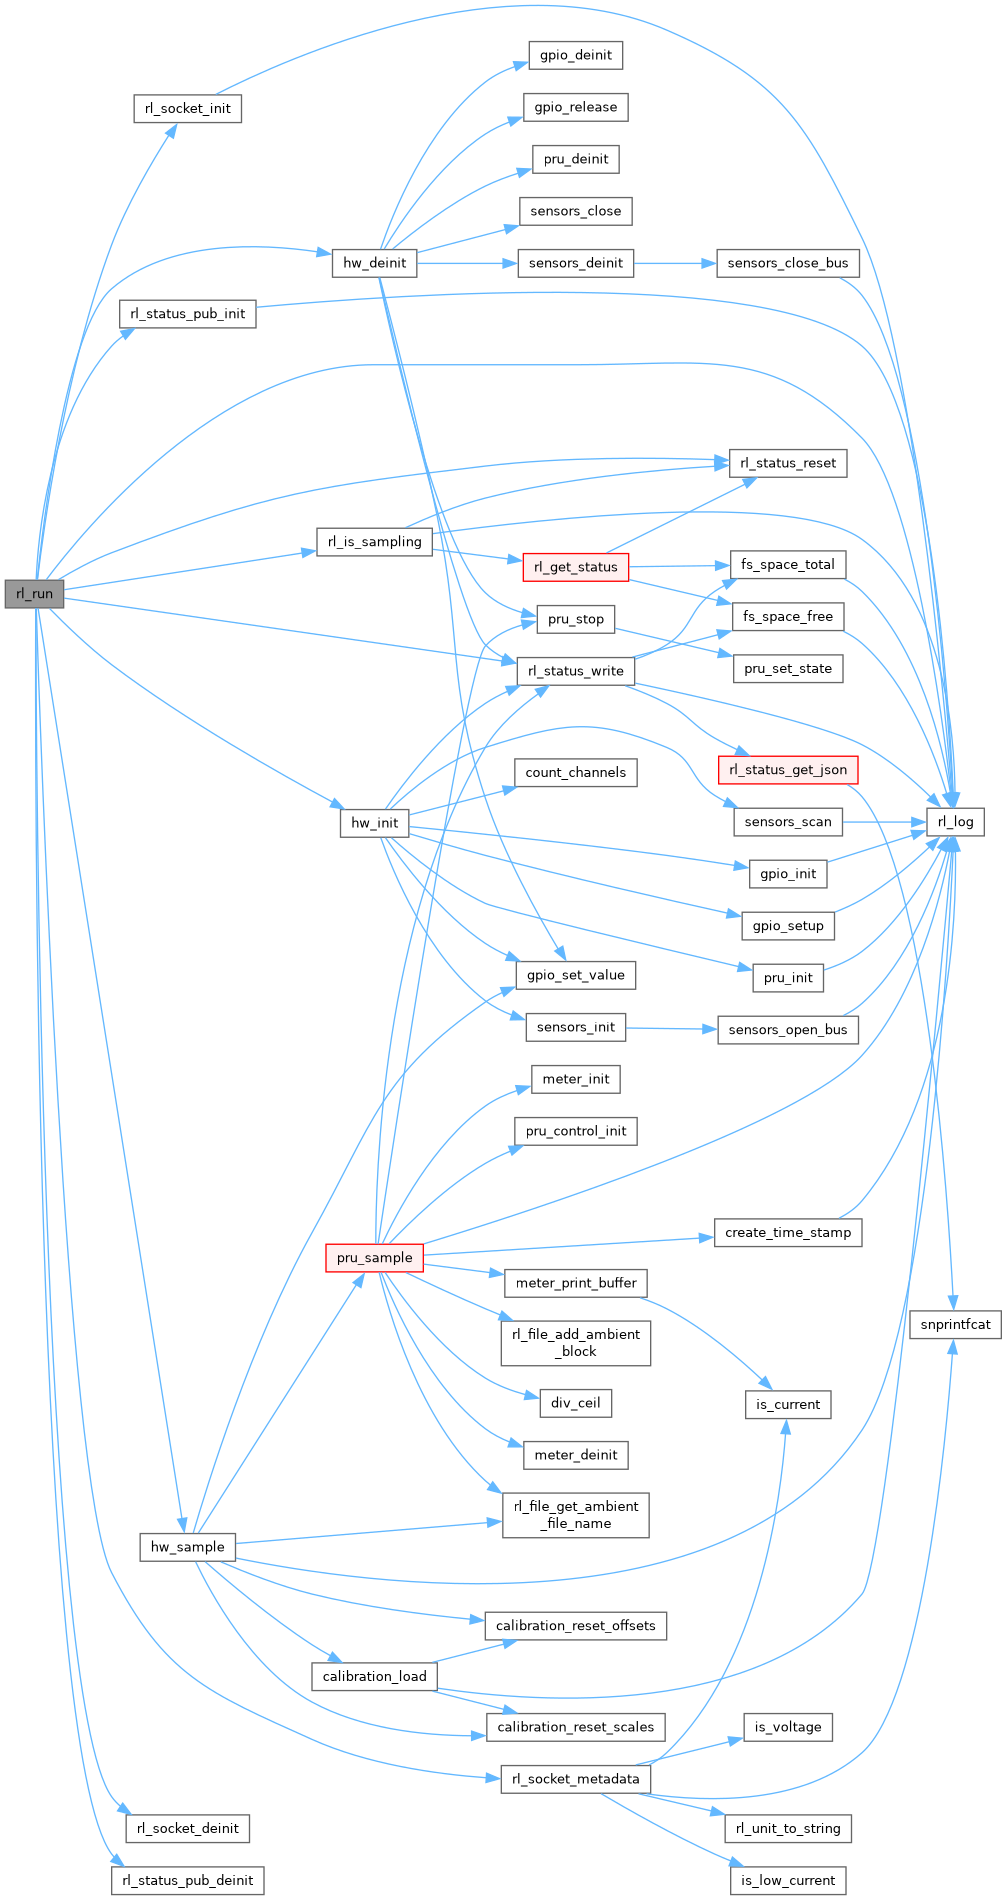 gpio_deinit
rl_socket_init
gpio_release
pru_deinit
sensors_close
hw_deinit
sensors_deinit
sensors_close_bus
rl_status_pub_init
rl_status_reset
rl_is_sampling
rl_get_status
fs_space_total
rl_run
pru_stop
fs_space_free
rl_status_write
pru_set_state
count_channels
rl_status_get_json
hw_init
sensors_scan
rl_log
gpio_init
gpio_setup
gpio_set_value
pru_init
sensors_init
sensors_open_bus
meter_init
pru_control_init
create_time_stamp
pru_sample
meter_print_buffer
snprintfcat
rl_file_add_ambient
_block
div_ceil
is_current
meter_deinit
rl_file_get_ambient
_file_name
hw_sample
calibration_reset_offsets
calibration_load
calibration_reset_scales
is_voltage
rl_socket_metadata
rl_socket_deinit
rl_unit_to_string
rl_status_pub_deinit
is_low_current